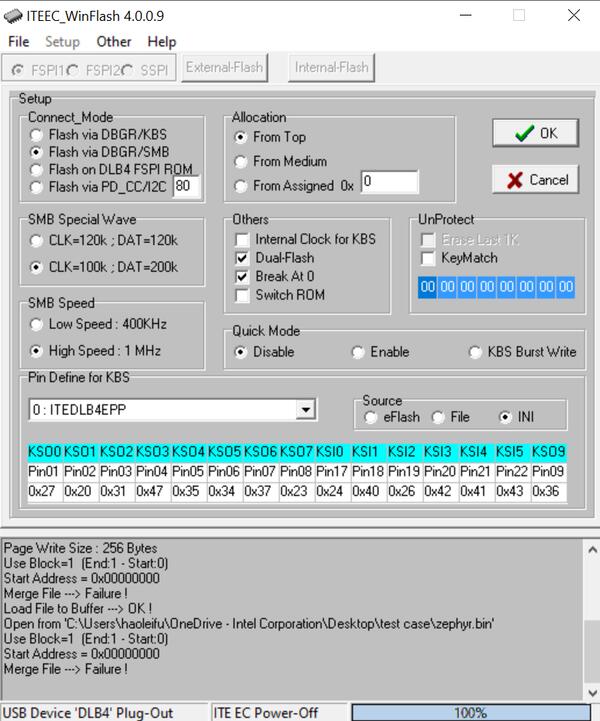 ITEEC_WinFlash 4.0.0.9
File Setup Other Help
FSPI1 FSPI2 SSPI External-Flash Internal-Flash
Setup
Connect_Mode
Flash via DBGR/KBS
Flash via DBGR/SMB
Flash on DLB4 FSPI ROM
Flash via PD_CC/I2C 80
Allocation
From Top
From Medium
From Assigned 0x 0
OK
Cancel
SMB Special Wave
CLK=120k ; DAT=120k
CLK=100k ; DAT=200k
Others
Internal Clock for KBS
Dual-Flash
Break At 0
Switch ROM
UnProtect
Erase Last 1K
KeyMatch
00 00 00 00 00 00 00 00
SMB Speed
Low Speed : 400KHz
High Speed : 1 MHz
Quick Mode
Disable Enable KBS Burst Write
Pin Define for KBS
0 : ITEDLB4EPP
Source
eFlash File INI
KSO0 KSO1 KSO2 KSO3 KSO4 KSO5 KSO6 KSO7 KSI0 KSI1 KSI2 KSI3 KSI4 KSI5 KSO9
Pin01 Pin02 Pin03 Pin04 Pin05 Pin06 Pin07 Pin08 Pin17 Pin18 Pin19 Pin20 Pin21 Pin22 Pin09
0x27 0x20 0x31 0x47 0x35 0x34 0x37 0x23 0x24 0x40 0x26 0x42 0x41 0x43 0x36
Page Write Size : 256 Bytes
Use Block=1 (End:1 - Start:0)
Start Address = 0x00000000
Merge File ---> Failure !
Load File to Buffer ---> OK !
Open from 'C:\Users\haoleifu\OneDrive - Intel Corporation\Desktop\test case\zephyr.bin'
Use Block=1 (End:1 - Start:0)
Start Address = 0x00000000
Merge File ---> Failure !
USB Device 'DLB4' Plug-Out ITE EC Power-Off 100%